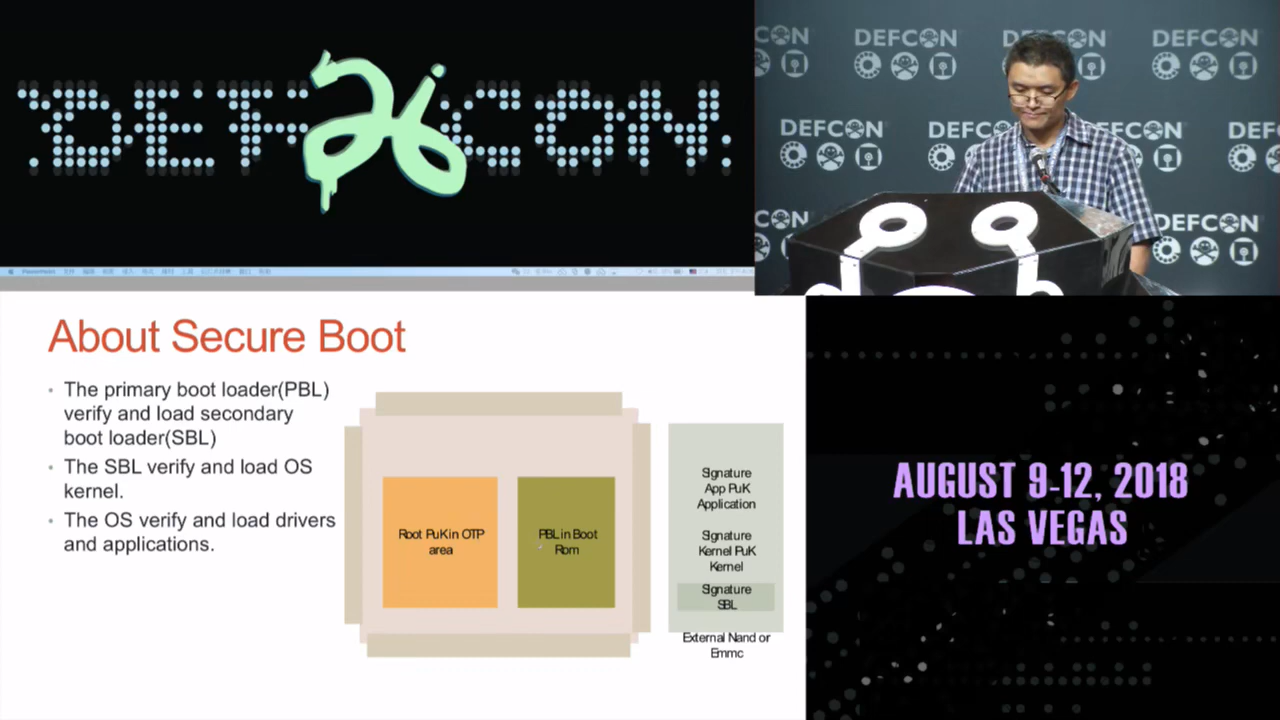 DEF 26 CON
DEFCON
DEFCON
DEFCON
DEFCON
DEFCON
DEFCON
About Secure Boot
• The primary boot loader(PBL)
verify and load secondary
boot loader(SBL)
• The SBL verify and load OS
kernel.
• The OS verify and load drivers
and applications.
Root PuK in OTP
area
PBL in Boot
Rom
Signature
App PuK
Application
Signature
Kernel PuK
Kernel
Signature
SBL
External Nand or
Emmc
AUGUST 9-12, 2018
LAS VEGAS